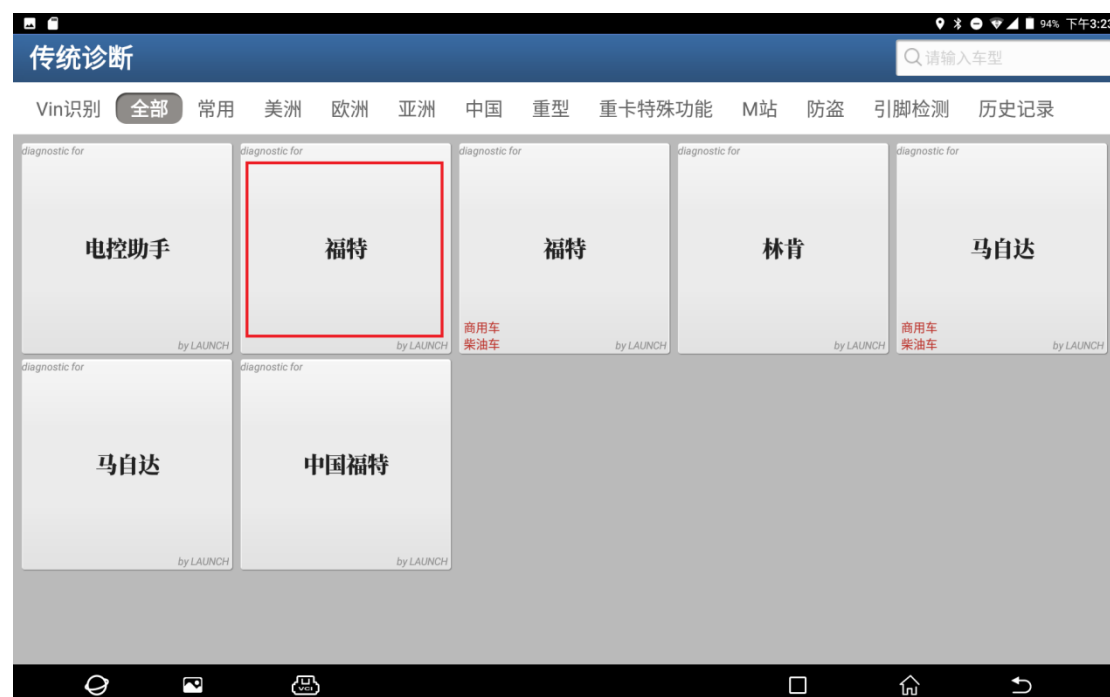 94% 下午3:23
传统诊断
请输入车型
Vin识别 全部 常用 美洲 欧洲 亚洲 中国 重型 重卡特殊功能 M站 防盗 引脚检测 历史记录
diagnostic for
电控助手
by LAUNCH
diagnostic for
福特
by LAUNCH
diagnostic for
福特
商用车
柴油车
by LAUNCH
diagnostic for
林肯
by LAUNCH
diagnostic for
马自达
商用车
柴油车
by LAUNCH
diagnostic for
马自达
by LAUNCH
diagnostic for
中国福特
by LAUNCH
VCI